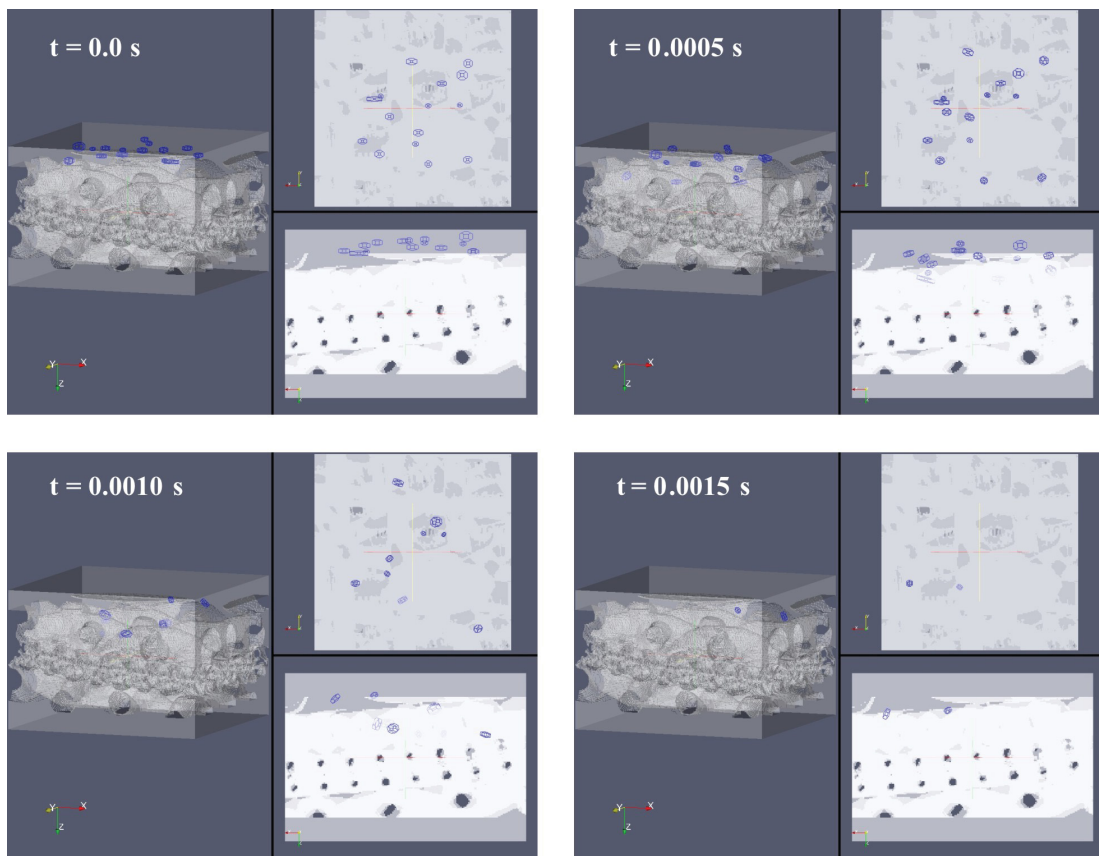 t = 0.0 s
t = 0.0005 s
Y X
Z
Y X
Z
t = 0.0010 s
t = 0.0015 s
Y X
Z
Y X
Z